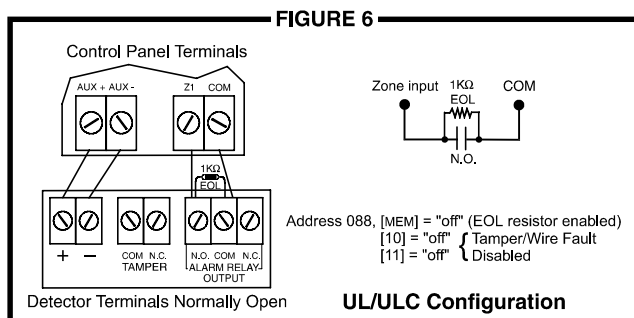 FIGURE 6
Control Panel Terminals
AUX + AUX - Z1 COM
1KΩ
EOL
+ -
COM N.C.
TAMPER
N.O. COM N.C.
ALARM RELAY
OUTPUT
Detector Terminals Normally Open
Zone input 1KΩ COM
EOL
N.O.
Address 088, [MEM] = "off" (EOL resistor enabled)
[10] = "off" { Tamper/Wire Fault
[11] = "off" Disabled
UL/ULC Configuration